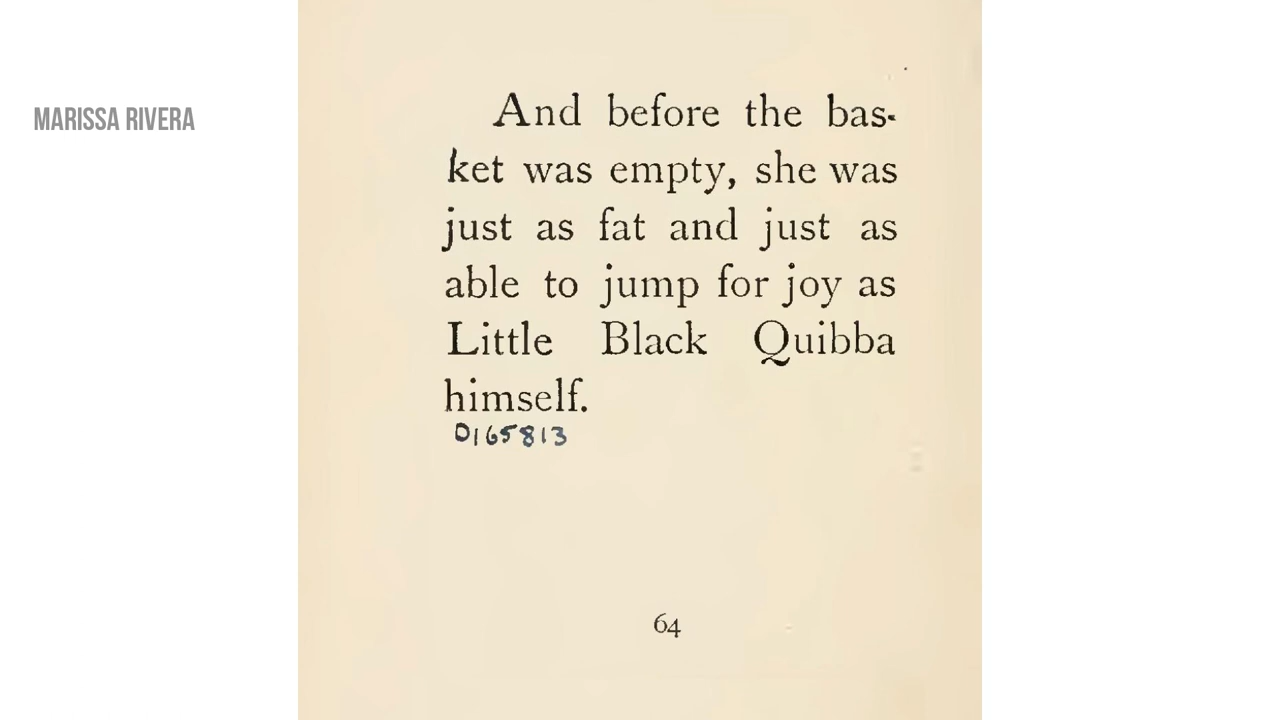 MARISSA RIVERA
And before the bas-
ket was empty, she was
just as fat and just as
able to jump for joy as
Little Black Quibba
himself.
0165813
64